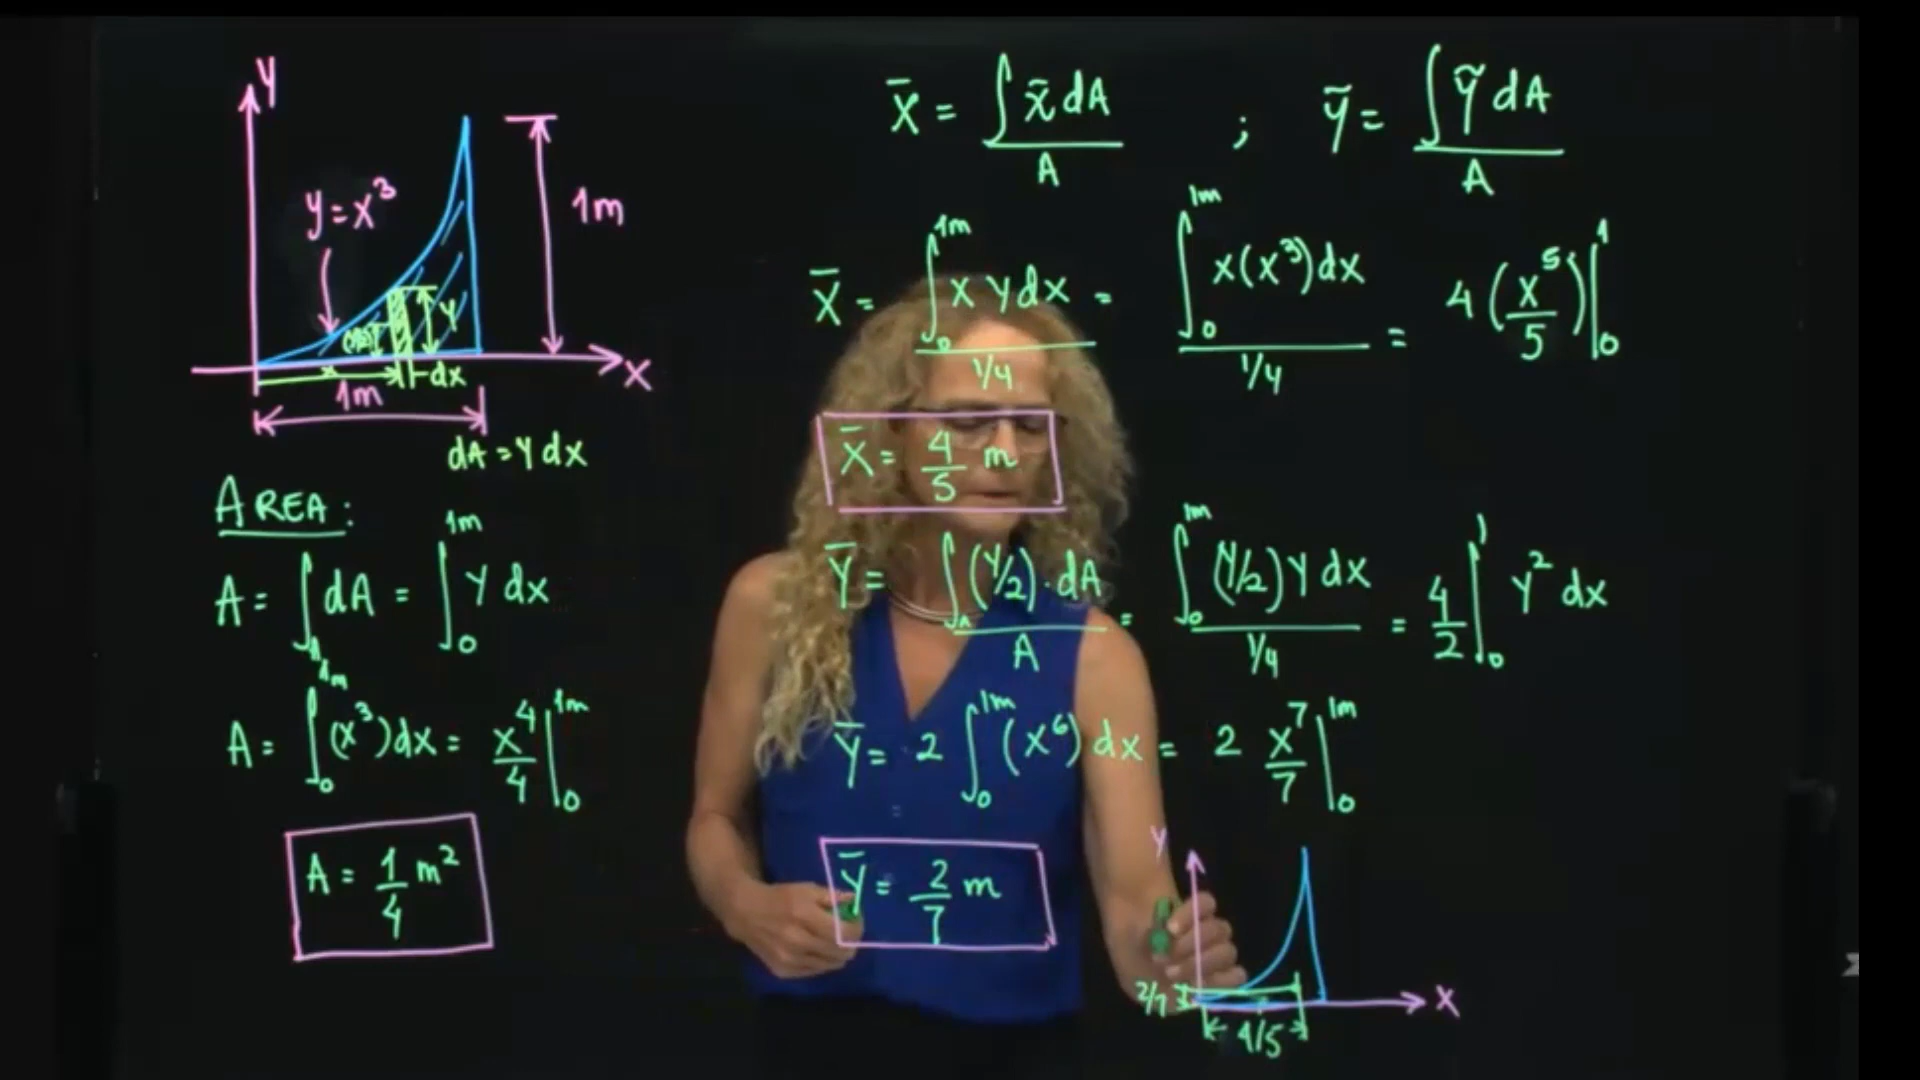 Y
y = x³
1m
Y
(Y/2)
dx
X
1m
dA = Y dx
AREA:
A = ∫_A dA = ∫₀^1m Y dx
A = ∫₀^1m (x³)dx = x⁴/4 |₀^1m
A = 1/4 m²
X̄ = ∫x̃ dA / A ; Ȳ = ∫ỹ dA / A
X̄ = ∫₀^1m x y dx / 1/4 = ∫₀^1m x(x³)dx / 1/4 = 4 (x⁵/5) |₀^1
X̄ = 4/5 m
Ȳ = ∫_A (Y/2)·dA / A = ∫₀^1m (Y/2) Y dx / 1/4 = 4/2 ∫₀^1 Y² dx
Ȳ = 2 ∫₀^1m (x⁶) dx = 2 x⁷/7 |₀^1m
Ȳ = 2/7 m
Y
2/7
X
4/5